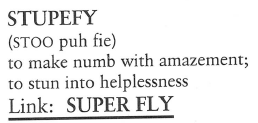 STUPEFY
(STOO puh fie)
to make numb with amazement;
to stun into helplessness
Link: SUPER FLY